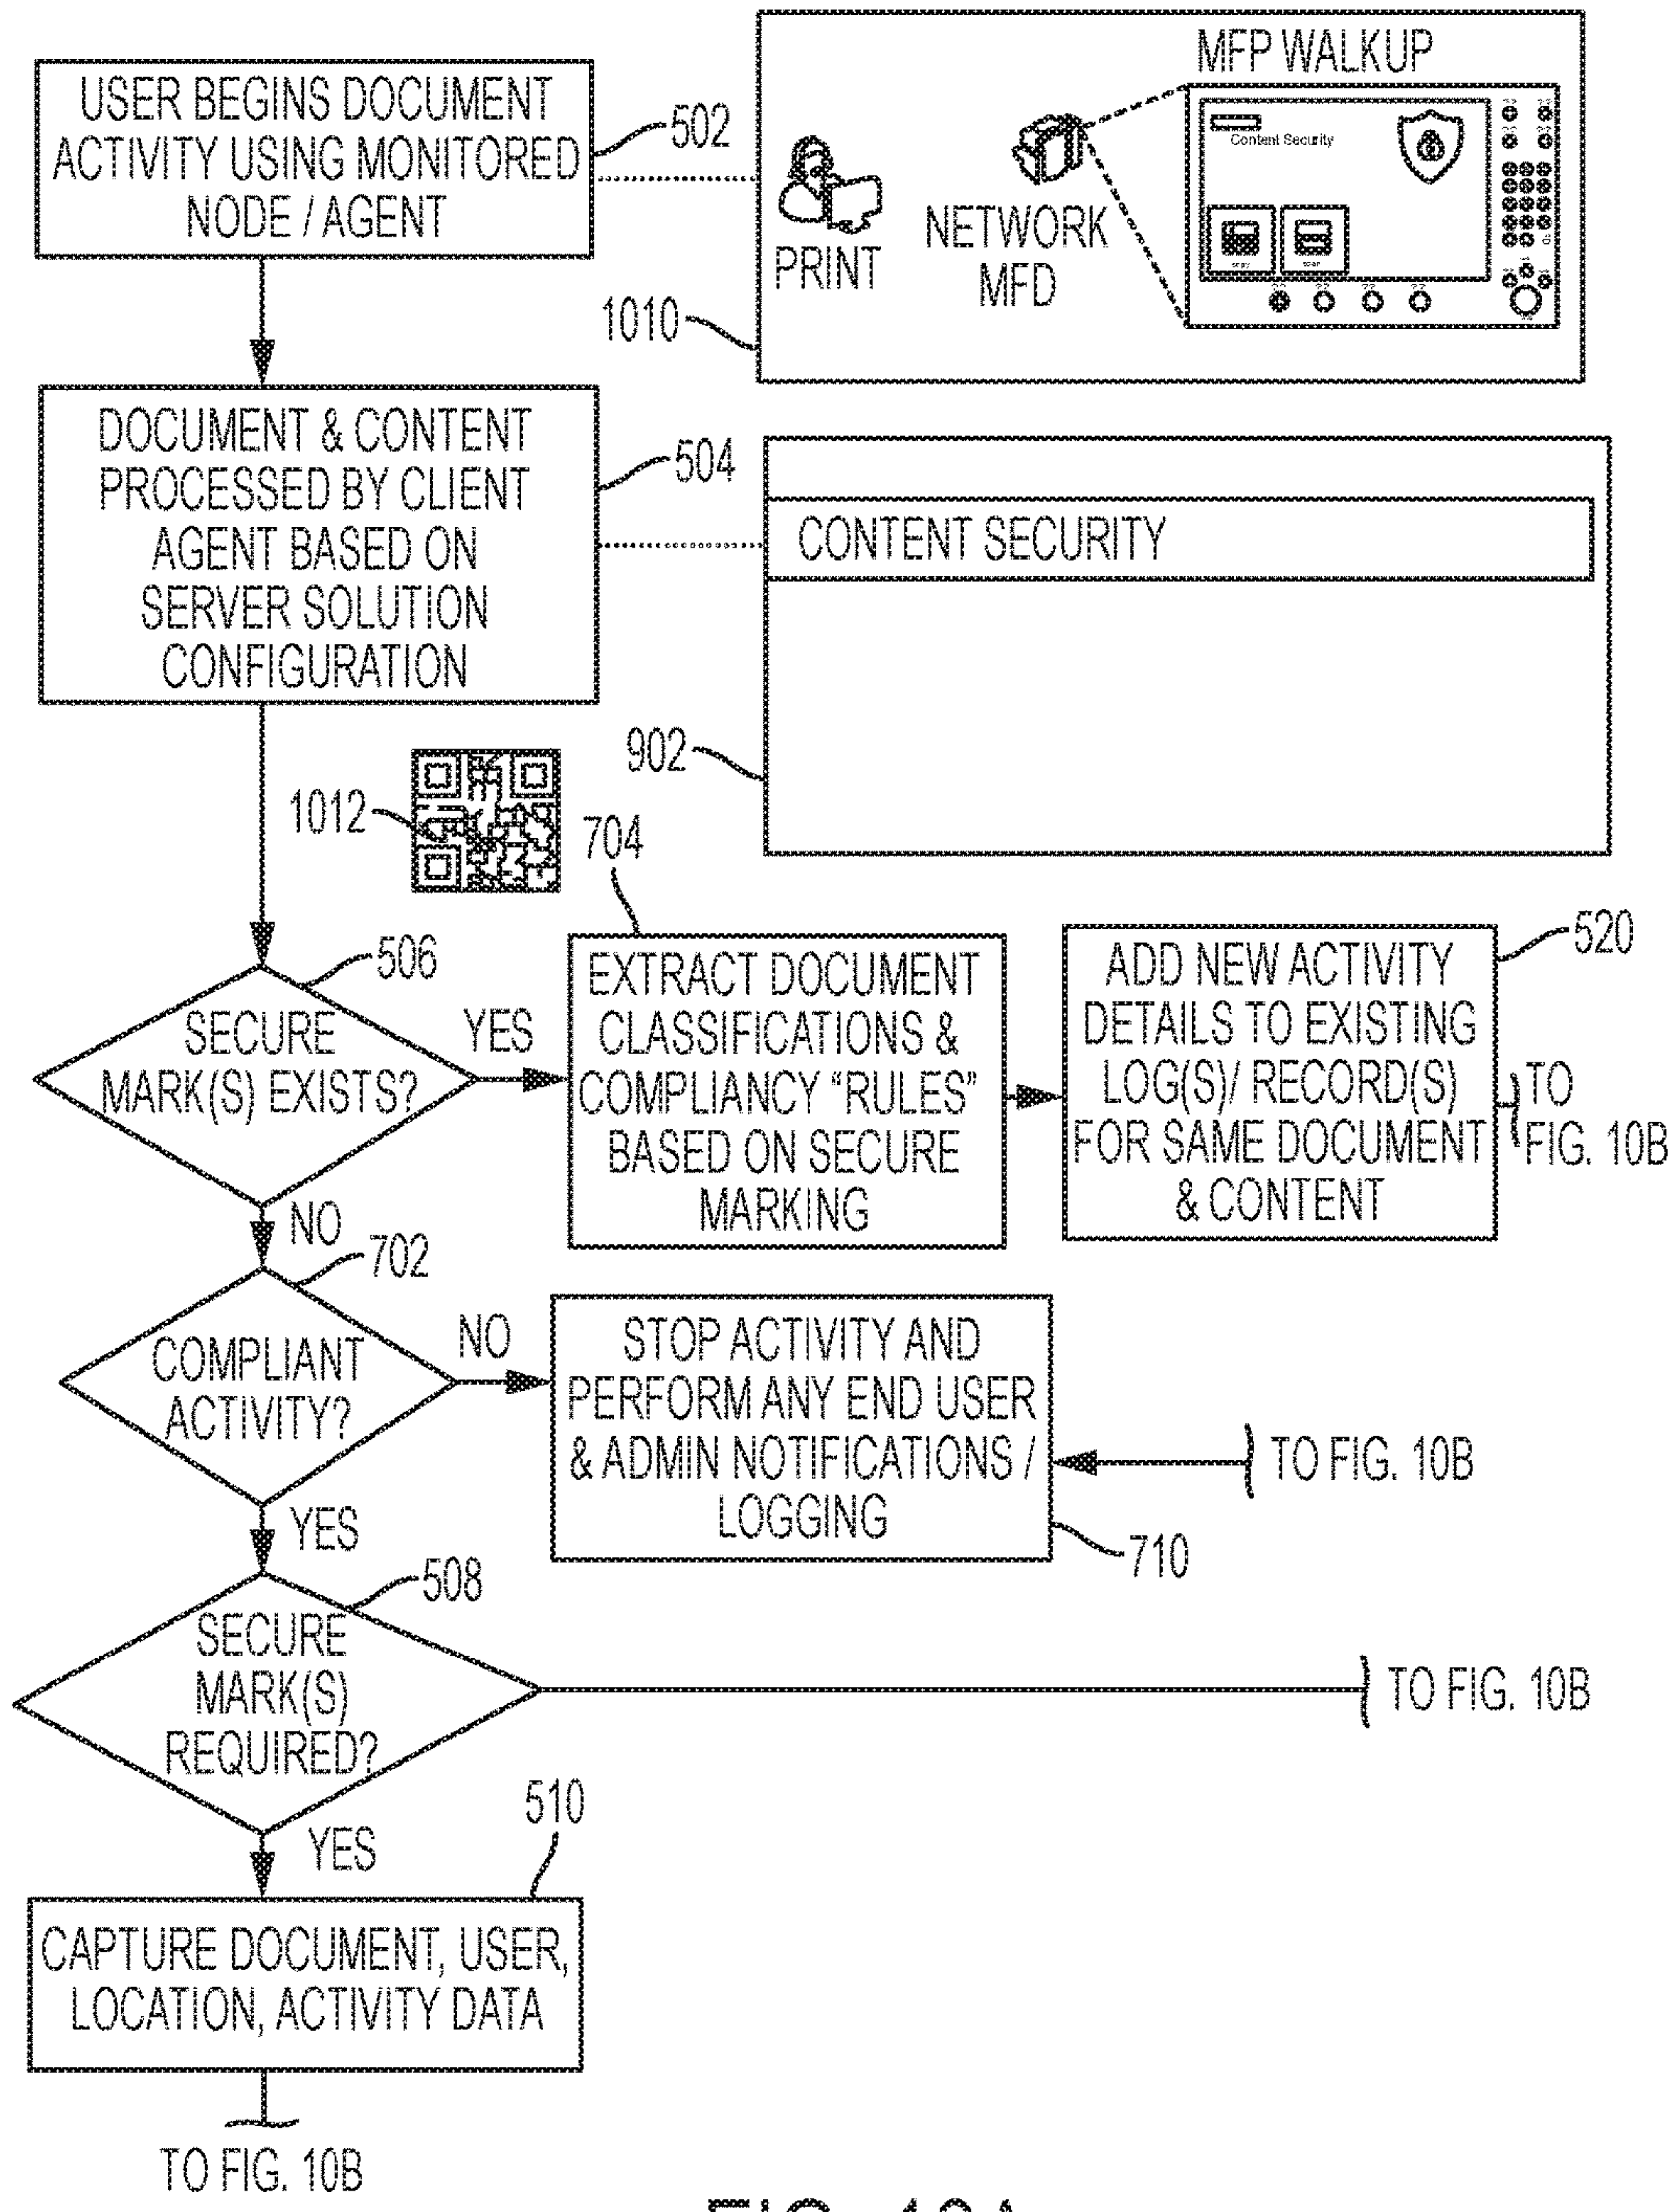 USER BEGINS DOCUMENT
ACTIVITY USING MONITORED
NODE / AGENT
502
MFP WALKUP
Content Security
PRINT
NETWORK
MFD
1010
DOCUMENT & CONTENT
PROCESSED BY CLIENT
AGENT BASED ON
SERVER SOLUTION
CONFIGURATION
504
CONTENT SECURITY
902
1012
506
SECURE
MARK(S) EXISTS?
YES
704
EXTRACT DOCUMENT
CLASSIFICATIONS &
COMPLIANCY “RULES”
BASED ON SECURE
MARKING
520
ADD NEW ACTIVITY
DETAILS TO EXISTING
LOG(S)/ RECORD(S)
FOR SAME DOCUMENT
& CONTENT
TO
FIG. 10B
NO
702
COMPLIANT
ACTIVITY?
NO
STOP ACTIVITY AND
PERFORM ANY END USER
& ADMIN NOTIFICATIONS /
LOGGING
TO FIG. 10B
710
YES
508
SECURE
MARK(S)
REQUIRED?
TO FIG. 10B
YES
510
CAPTURE DOCUMENT, USER,
LOCATION, ACTIVITY DATA
TO FIG. 10B